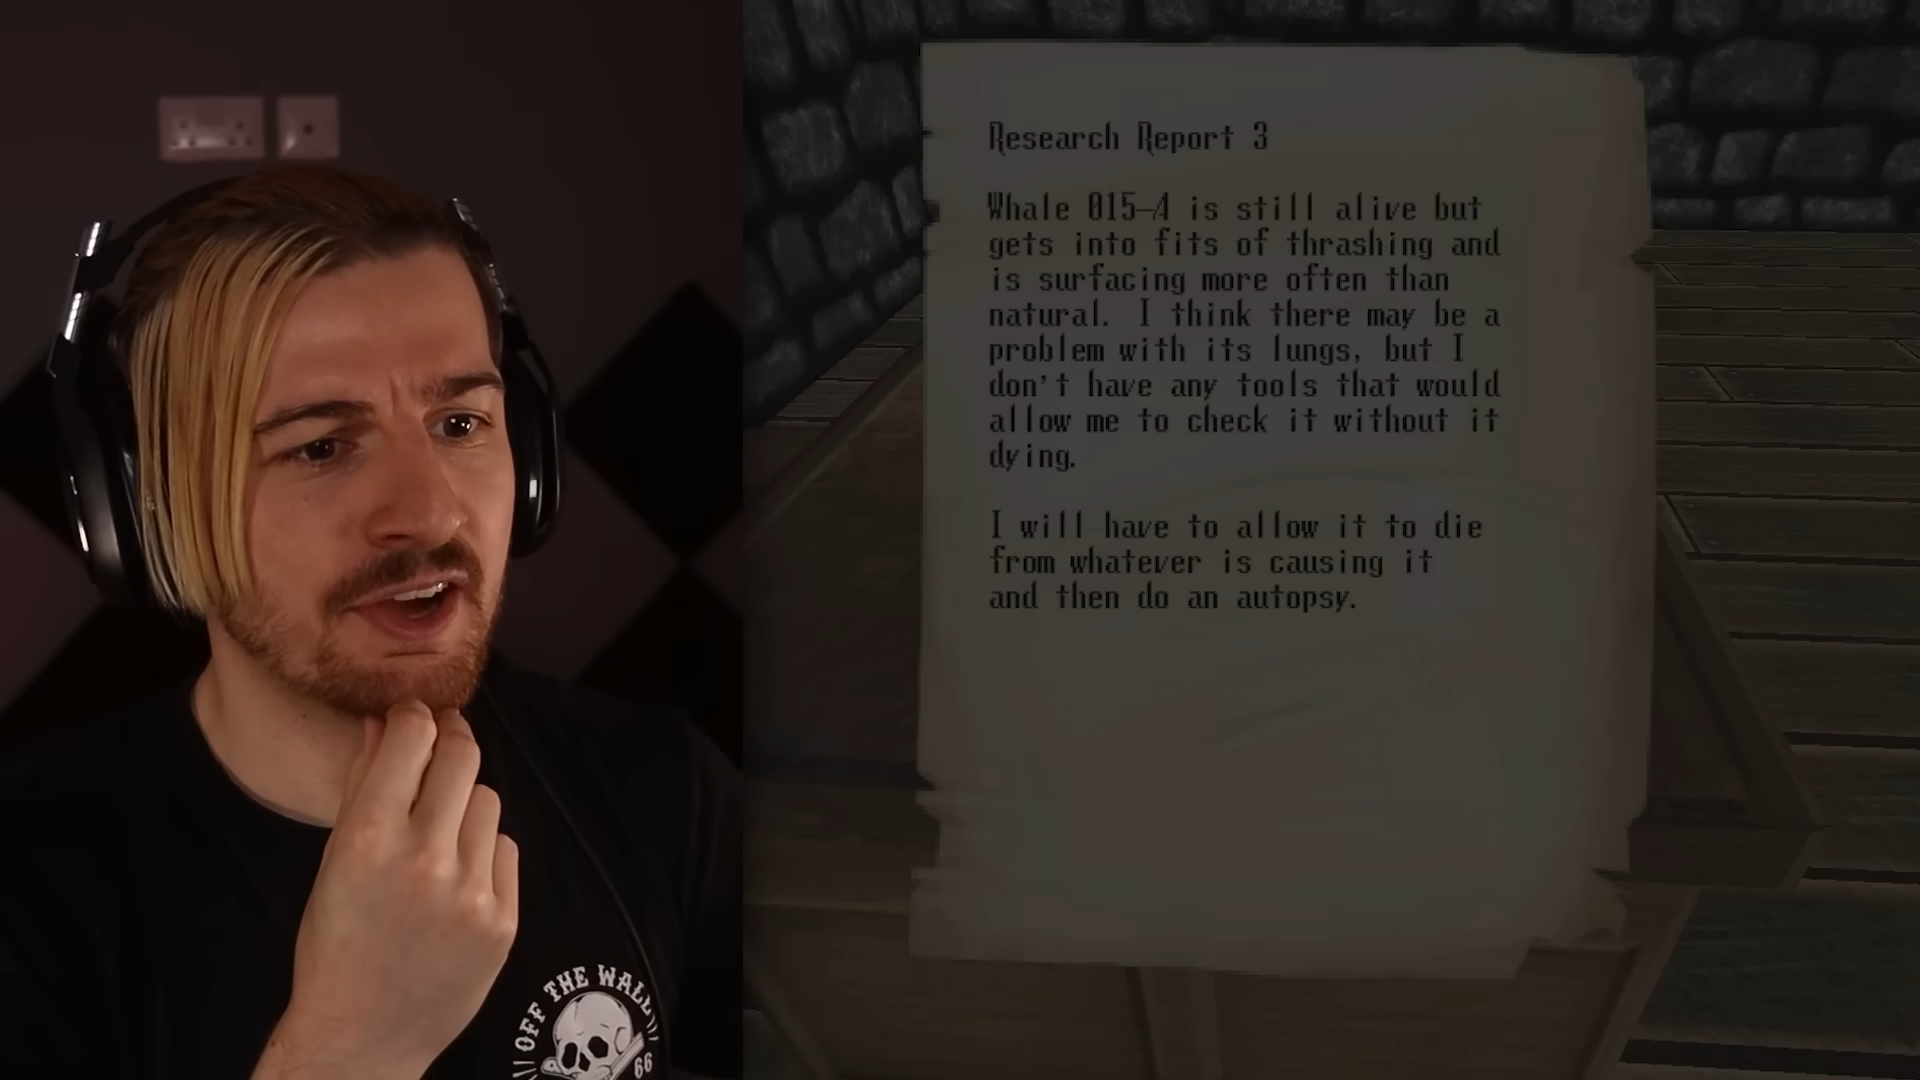 Research Report 3
Whale 015-A is still alive but
gets into fits of thrashing and
is surfacing more often than
natural. I think there may be a
problem with its lungs, but I
don't have any tools that would
allow me to check it without it
dying.
I will have to allow it to die
from whatever is causing it
and then do an autopsy.
OFF THE WALL
66